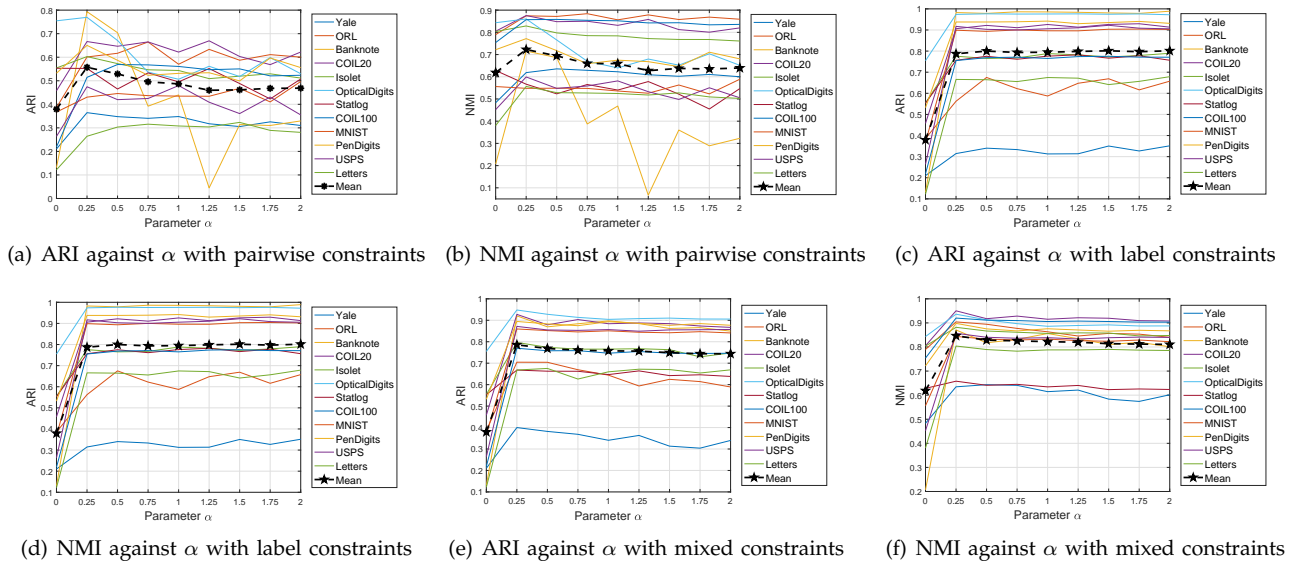 0.8
0.7
0.6
0.5
0.4
0.3
0.2
0.1
0
ARI
0 0.25 0.5 0.75 1 1.25 1.5 1.75 2
Parameter α
Yale
ORL
Banknote
COIL20
Isolet
OpticalDigits
Statlog
COIL100
MNIST
PenDigits
USPS
Letters
Mean
(a) ARI against α with pairwise constraints
0.9
0.8
0.7
0.6
0.5
0.4
0.3
0.2
0.1
NMI
0 0.25 0.5 0.75 1 1.25 1.5 1.75 2
Parameter α
Yale
ORL
Banknote
COIL20
Isolet
OpticalDigits
Statlog
COIL100
MNIST
PenDigits
USPS
Letters
Mean
(b) NMI against α with pairwise constraints
1
0.9
0.8
0.7
0.6
0.5
0.4
0.3
0.2
0.1
ARI
0 0.25 0.5 0.75 1 1.25 1.5 1.75 2
Parameter α
Yale
ORL
Banknote
COIL20
Isolet
OpticalDigits
Statlog
COIL100
MNIST
PenDigits
USPS
Letters
Mean
(c) ARI against α with label constraints
1
0.9
0.8
0.7
0.6
0.5
0.4
0.3
0.2
0.1
ARI
0 0.25 0.5 0.75 1 1.25 1.5 1.75 2
Parameter α
Yale
ORL
Banknote
COIL20
Isolet
OpticalDigits
Statlog
COIL100
MNIST
PenDigits
USPS
Letters
Mean
(d) NMI against α with label constraints
1
0.9
0.8
0.7
0.6
0.5
0.4
0.3
0.2
0.1
ARI
0 0.25 0.5 0.75 1 1.25 1.5 1.75 2
Parameter α
Yale
ORL
Banknote
COIL20
Isolet
OpticalDigits
Statlog
COIL100
MNIST
PenDigits
USPS
Letters
Mean
(e) ARI against α with mixed constraints
1
0.9
0.8
0.7
0.6
0.5
0.4
0.3
0.2
NMI
0 0.25 0.5 0.75 1 1.25 1.5 1.75 2
Parameter α
Yale
ORL
Banknote
COIL20
Isolet
OpticalDigits
Statlog
COIL100
MNIST
PenDigits
USPS
Letters
Mean
(f) NMI against α with mixed constraints